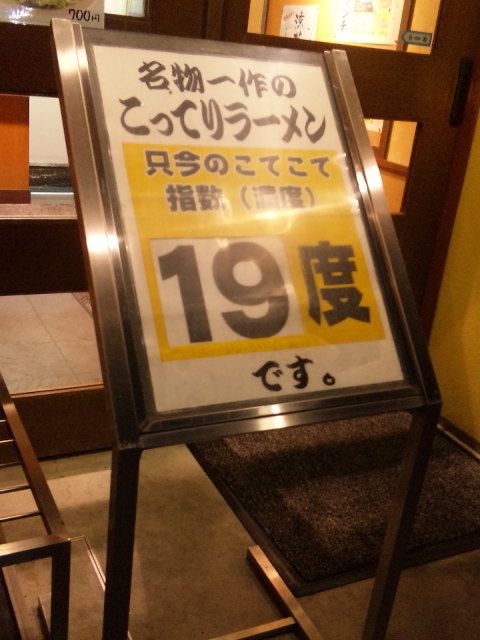 700円
名物一作の
こってりラーメン
只今のこてこて
指数(濃度)
19度
です。